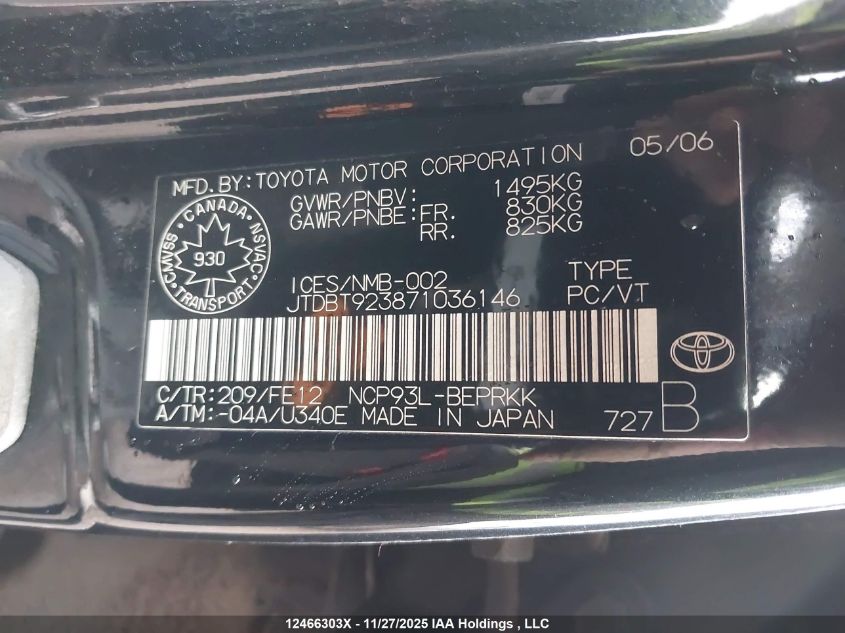 MFD.BY:TOYOTA MOTOR CORPORATION 05/06
GVWR/PNBV: 1495KG
GAWR/PNBE:FR. 830KG
RR. 825KG
CANADA
CMVSS 930 NSVAC
TRANSPORT
ICES/NMB-002 TYPE
JTDBT923871036146 PC/VT
C/TR:209/FE12 NCP93L-BEPRKK
A/TM:-04A/U340E MADE IN JAPAN 727 B
12466303X - 11/27/2025 IAA Holdings , LLC